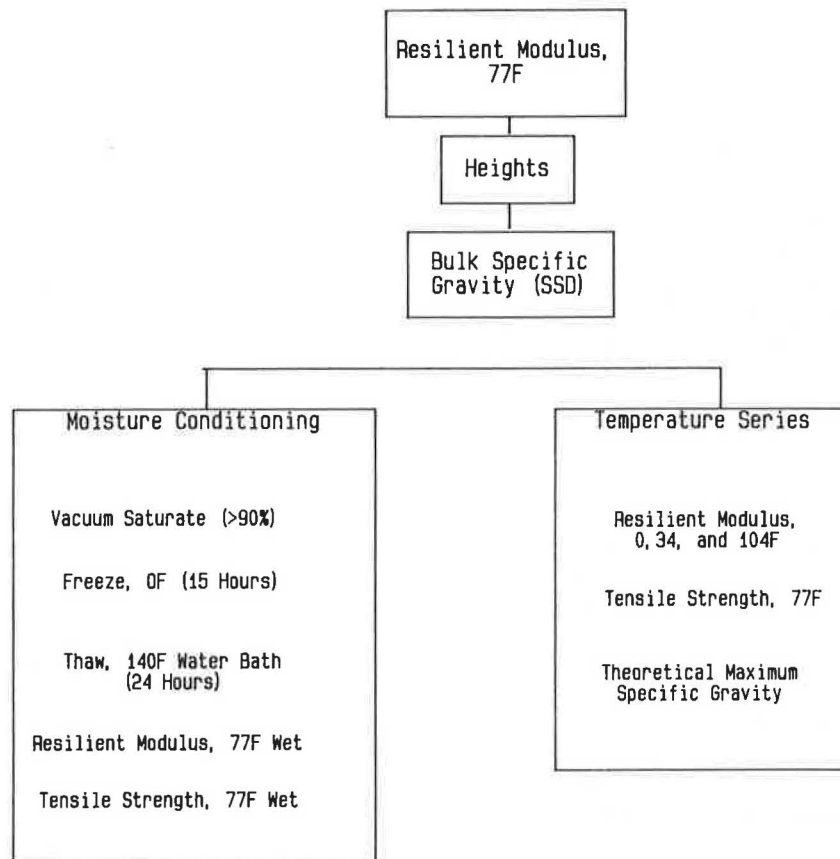 Resilient Modulus,
77F
Heights
Bulk Specific
Gravity (SSD)
Moisture Conditioning
Vacuum Saturate (>90%)
Freeze, 0F (15 Hours)
Thaw, 140F Water Bath
(24 Hours)
Resilient Modulus, 77F Wet
Tensile Strength, 77F Wet
Temperature Series
Resilient Modulus,
0, 34, and 104F
Tensile Strength, 77F
Theoretical Maximum
Specific Gravity